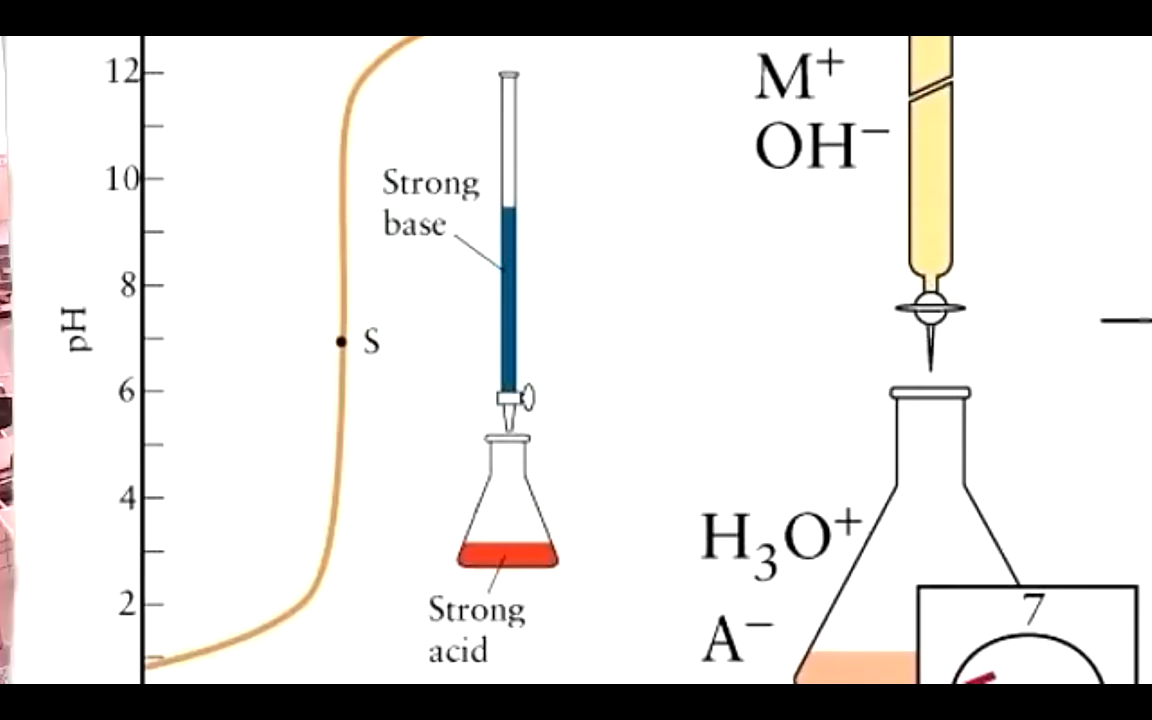 12
10
8
6
4
2
pH
S
Strong
base
Strong
acid
M⁺
OH⁻
H₃O⁺
A⁻
7